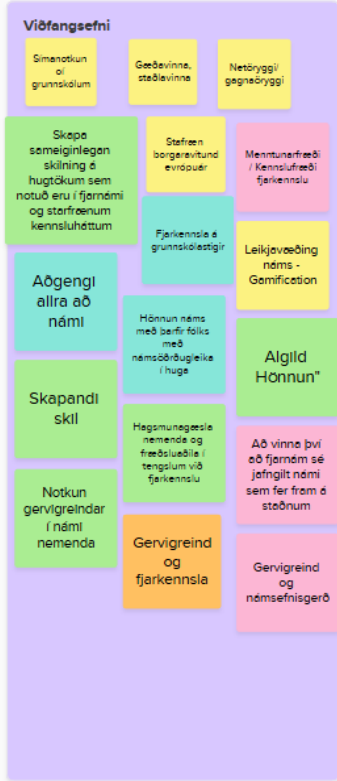 Viðfangsefni
Símanotkun
oí
grunnskólum
Gæðavinna,
staðlavinna
Netöryggi/
gagnaöryggi
Skapa
sameiginlegan
skilning á
hugtökum sem
notuð eru í fjarnámi
og starfrænum
kennsluháttum
Stafræn
borgaravitund
evrópuár
Menntunarfræði
/ Kennslufræði
fjarkennslu
Fjarkennsla á
grunnskólastigir
Leikjavæðing
náms -
Gamification
Aðgengi
allra að
námi
Hönnun náms
með þarfir fólks
með
námsöðrðugleika
í huga
Algild
Hönnun"
Skapandi
skil
Hagsmunagæsla
nemenda og
fræðsluaðila í
tengslum við
fjarkennslu
Að vinna því
að fjarnám sé
jafngilt námi
sem fer fram á
staðnum
Notkun
gervigreindar
í námi
nemenda
Gervigreind
og
fjarkennsla
Gervigreind
og
námsefnisgerð